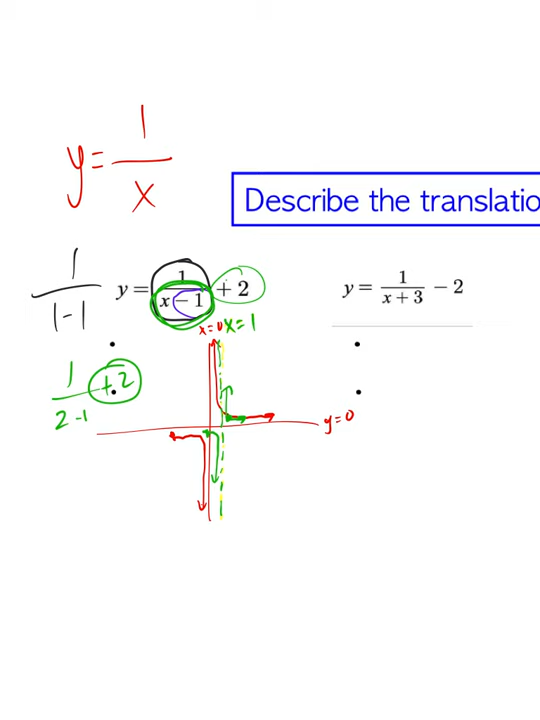 y = 1/x
Describe the translatio
1/(1-1)
y = 1/(x - 1) + 2
y = 1/(x + 3) - 2
x=0 x=1
1/(2-1) +2
y=0